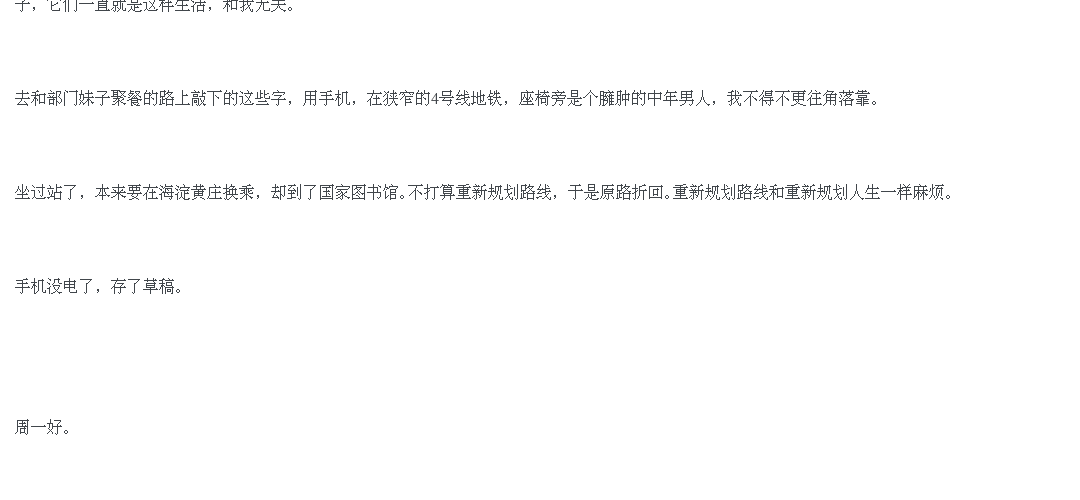 子，它们一直就是这样生活，和我无关。
去和部门妹子聚餐的路上敲下的这些字，用手机，在狭窄的4号线地铁，座椅旁是个臃肿的中年男人，我不得不更往角落靠。
坐过站了，本来要在海淀黄庄换乘，却到了国家图书馆。不打算重新规划路线，于是原路折回。重新规划路线和重新规划人生一样麻烦。
手机没电了，存了草稿。
周一好。